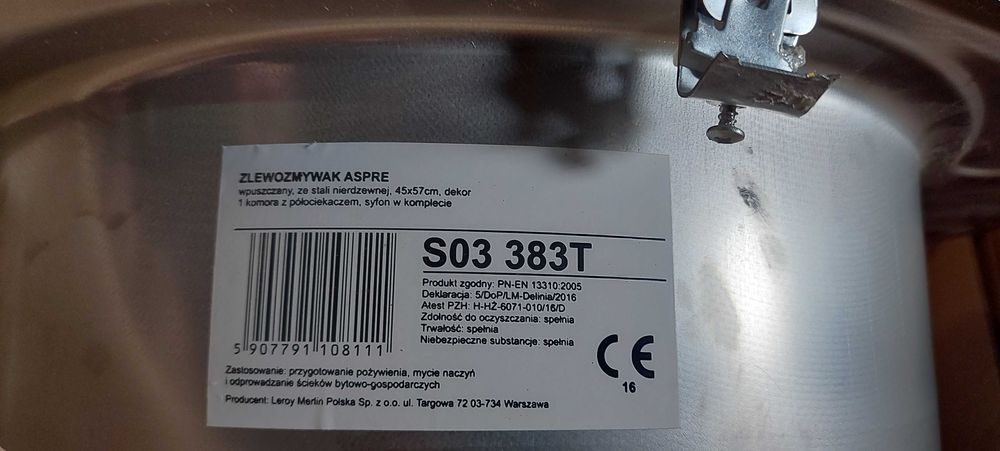 ZLEWOZMYWAK ASPRE
wpuszczany, ze stali nierdzewnej, 45x57cm, dekor
1 komora z półociekaczem, syfon w komplecie
S03 383T
Produkt zgodny: PN-EN 13310:2005
Deklaracja: 5/DoP/LM-Delinia/2016
Atest PZH: H-HŻ-6071-010/16/D
Zdolność do oczyszczania: spełnia
Trwałość: spełnia
Niebezpieczne substancje: spełnia
5 907791 108111
CE
16
Zastosowanie: przygotowanie pożywienia, mycie naczyń
i odprowadzanie ścieków bytowo-gospodarczych
Producent: Leroy Merlin Polska Sp. z o.o. ul. Targowa 72 03-734 Warszawa